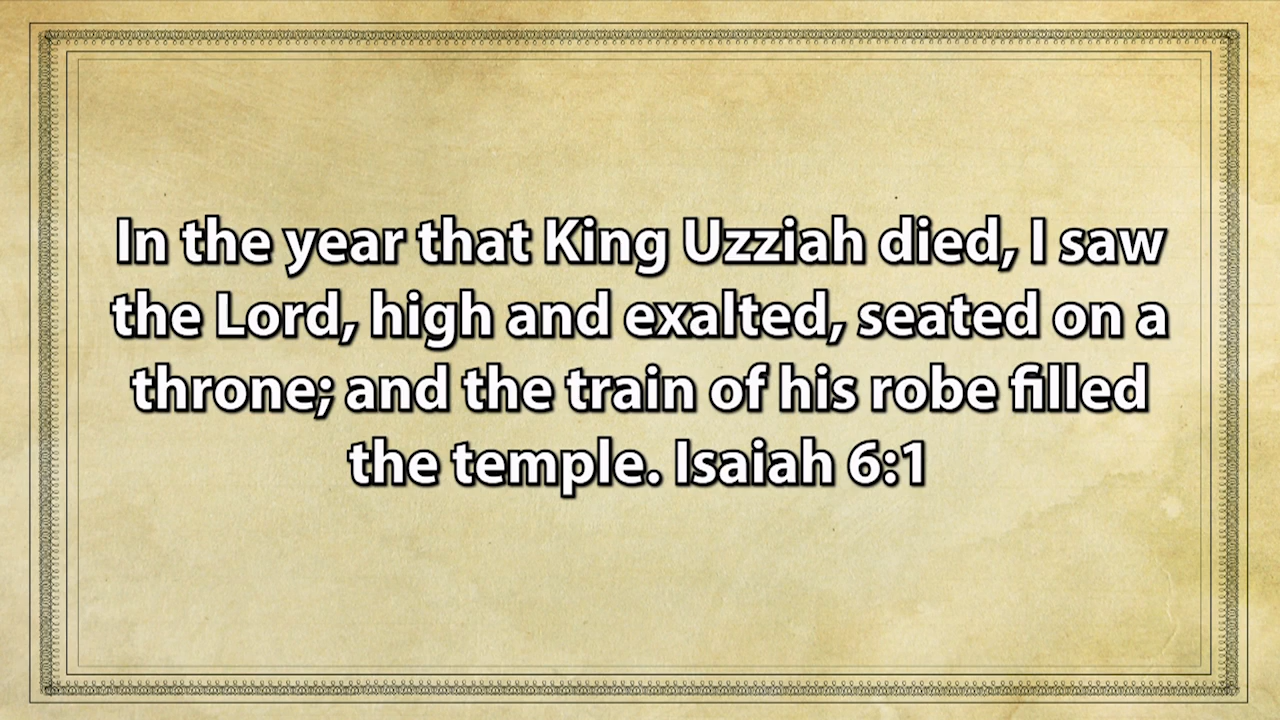 In the year that King Uzziah died, I saw
the Lord, high and exalted, seated on a
throne; and the train of his robe filled
the temple. Isaiah 6:1